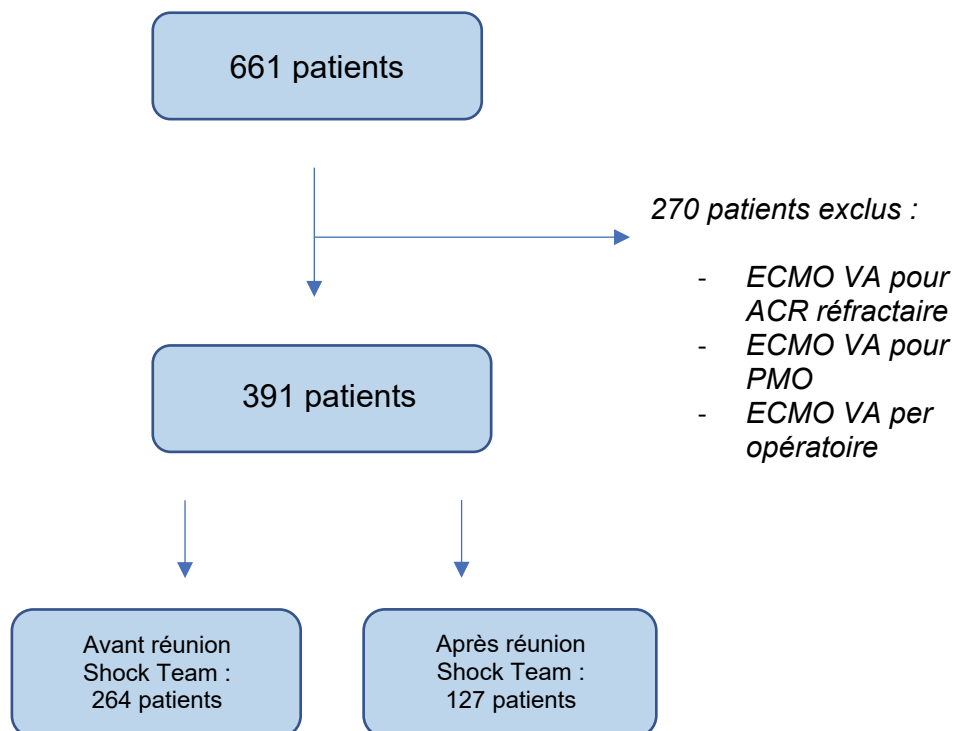 661 patients
270 patients exclus :
- ECMO VA pour
ACR réfractaire
- ECMO VA pour
PMO
- ECMO VA per
opératoire
391 patients
Avant réunion
Shock Team :
264 patients
Après réunion
Shock Team :
127 patients